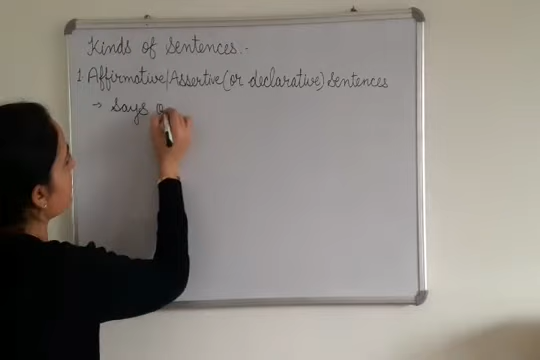 Kinds of Sentences:-
1. Affirmative/Assertive (or declarative) Sentences
→ Says